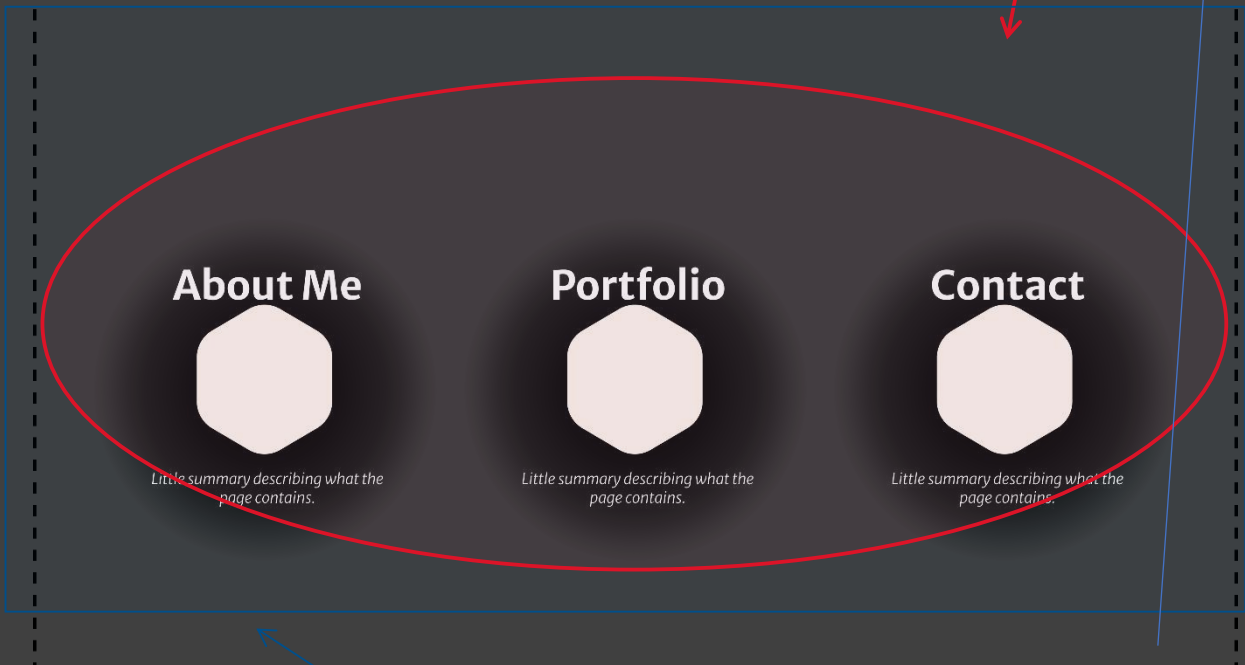 About Me
Portfolio
Contact
Little summary describing what the
page contains.
Little summary describing what the
page contains.
Little summary describing what the
page contains.